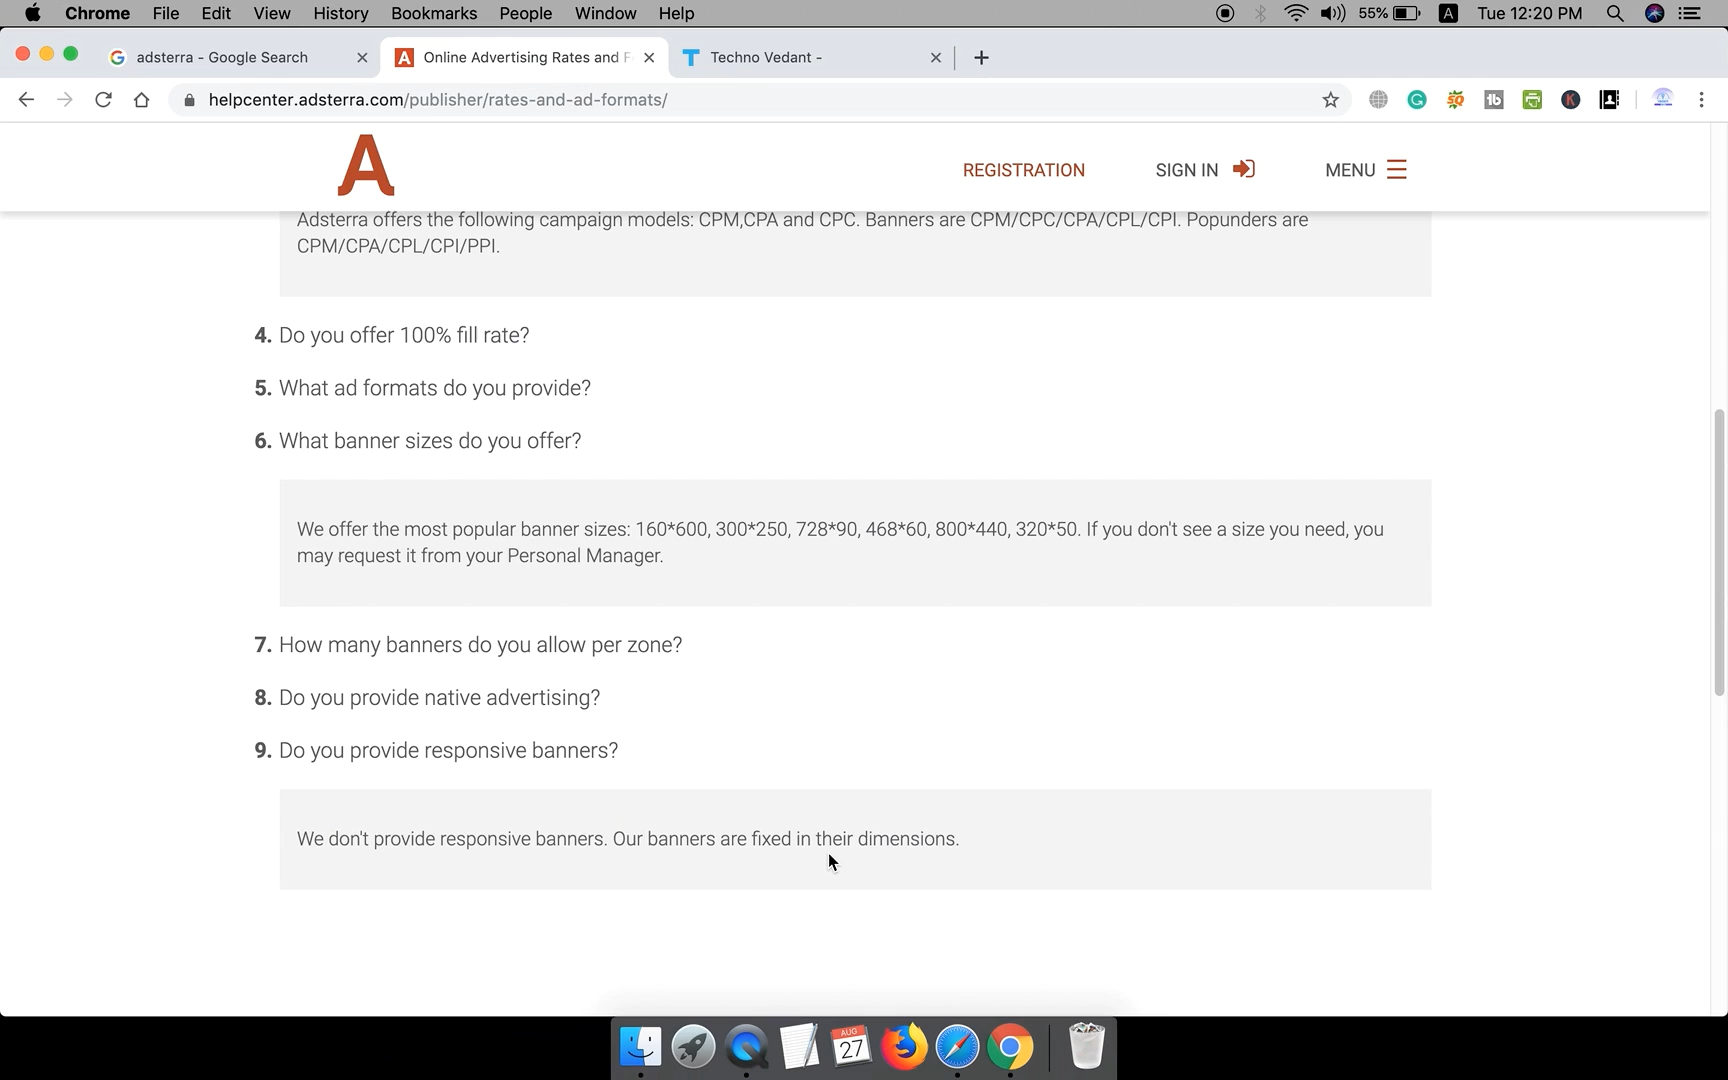 Chrome File Edit View History Bookmarks People Window Help 55% A Tue 12:20 PM
adsterra - Google Search
Online Advertising Rates and F
Techno Vedant -
helpcenter.adsterra.com/publisher/rates-and-ad-formats/
A REGISTRATION SIGN IN MENU
Adsterra offers the following campaign models: CPM,CPA and CPC. Banners are CPM/CPC/CPA/CPL/CPI. Popunders are
CPM/CPA/CPL/CPI/PPI.
4. Do you offer 100% fill rate?
5. What ad formats do you provide?
6. What banner sizes do you offer?
We offer the most popular banner sizes: 160*600, 300*250, 728*90, 468*60, 800*440, 320*50. If you don't see a size you need, you
may request it from your Personal Manager.
7. How many banners do you allow per zone?
8. Do you provide native advertising?
9. Do you provide responsive banners?
We don't provide responsive banners. Our banners are fixed in their dimensions.
AUG
27